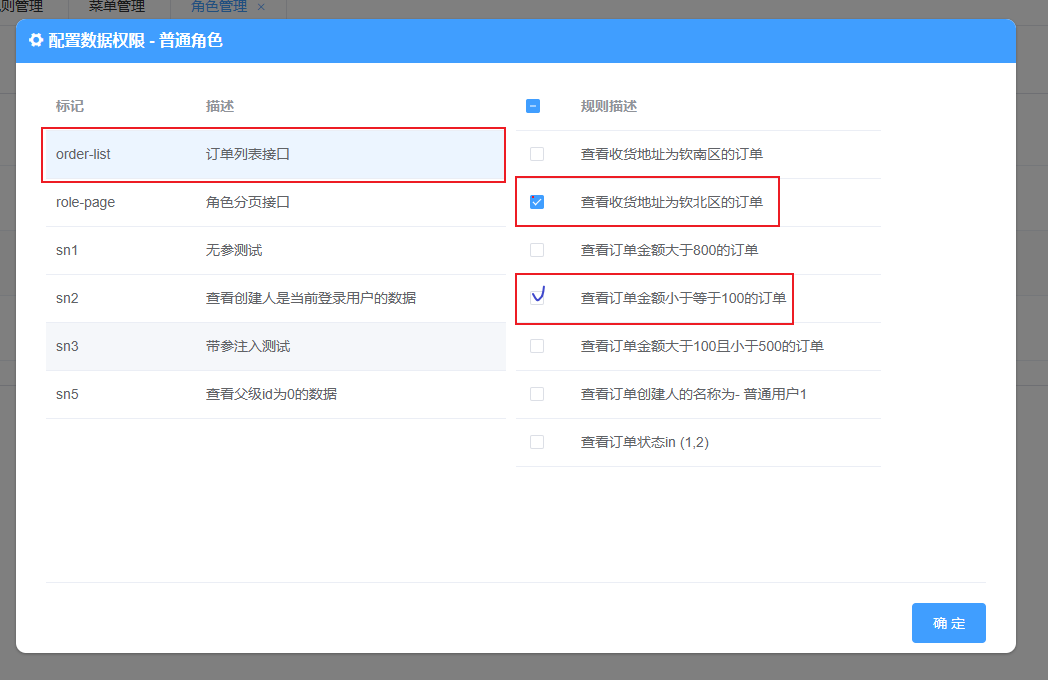 则管理 菜单管理 角色管理 ×
配置数据权限 - 普通角色
标记 描述 规则描述
order-list 订单列表接口 查看收货地址为钦南区的订单
role-page 角色分页接口 查看收货地址为钦北区的订单
sn1 无参测试 查看订单金额大于800的订单
sn2 查看创建人是当前登录用户的数据 查看订单金额小于等于100的订单
sn3 带参注入测试 查看订单金额大于100且小于500的订单
sn5 查看父级id为0的数据 查看订单创建人的名称为- 普通用户1
查看订单状态in (1,2)
确 定